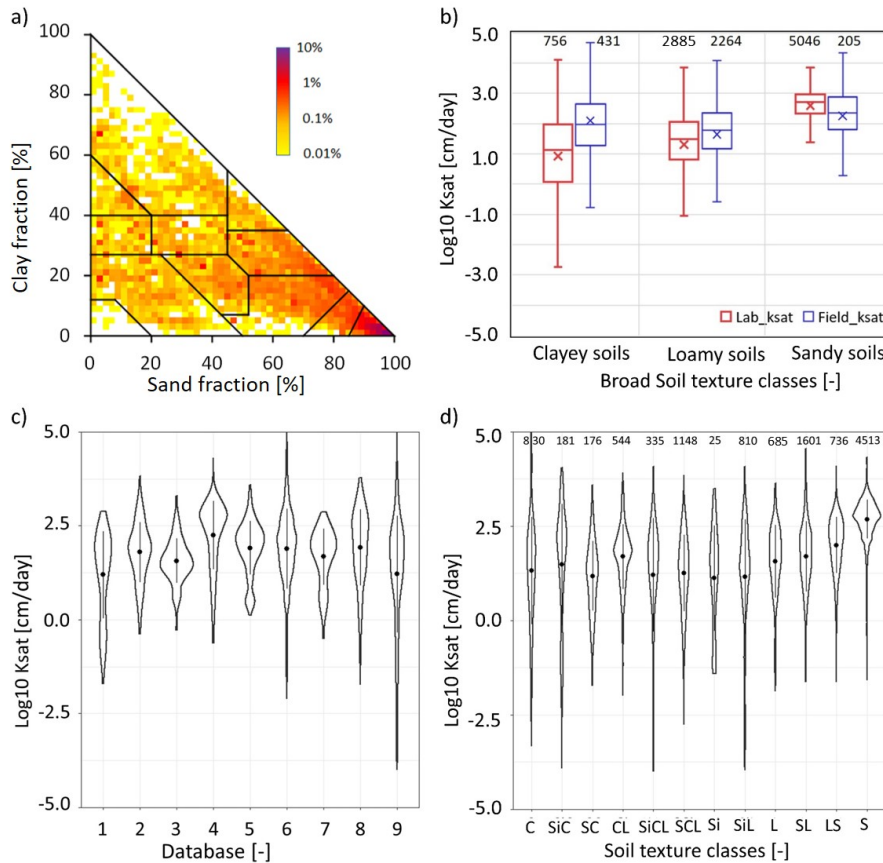 a)
100
80
60
40
20
0
Clay fraction [%]
10%
1%
0.1%
0.01%
0 20 40 60 80 100
Sand fraction [%]
b)
5.0
3.0
1.0
-1.0
-3.0
-5.0
Log10 Ksat [cm/day]
756 431 2885 2264 5046 205
Lab_ksat Field_ksat
Clayey soils Loamy soils Sandy soils
Broad Soil texture classes [-]
c)
5.0
2.5
0.0
-2.5
-5.0
Log10 Ksat [cm/day]
1 2 3 4 5 6 7 8 9
Database [-]
d)
5.0
2.5
0.0
-2.5
-5.0
Log10 Ksat [cm/day]
830 181 176 544 335 1148 25 810 685 1601 736 4513
C SiC SC CL SiCL SCL Si SiL L SL LS S
Soil texture classes [-]